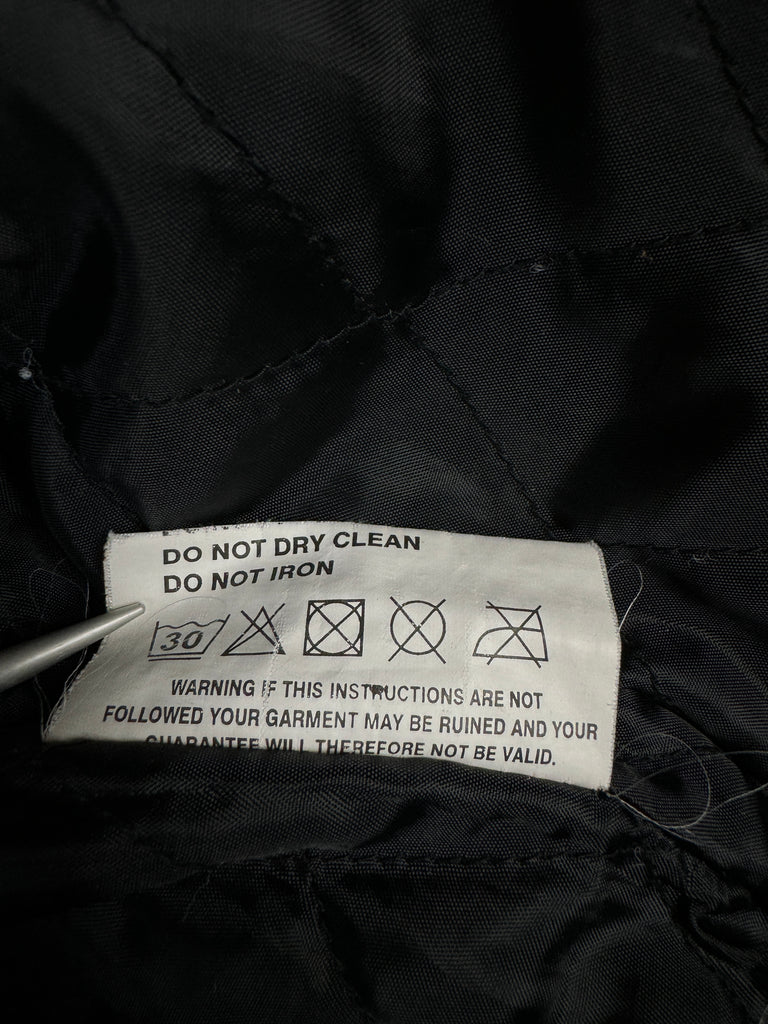 DO NOT DRY CLEAN
DO NOT IRON
30
WARNING IF THIS INSTRUCTIONS ARE NOT
FOLLOWED YOUR GARMENT MAY BE RUINED AND YOUR
GUARANTEE WILL THEREFORE NOT BE VALID.